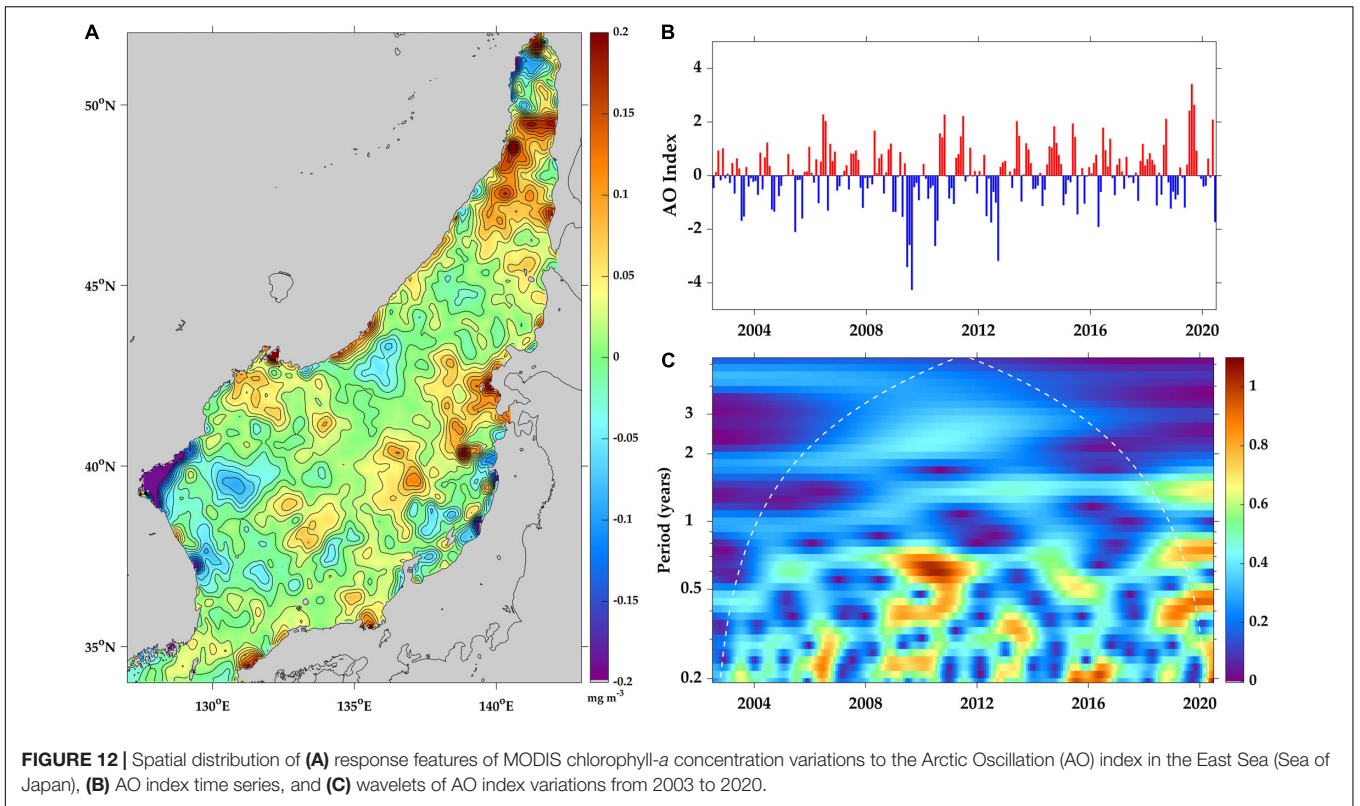 A
50°N
45°N
40°N
35°N
130°E
135°E
140°E
0.2
0.15
0.1
0.05
0
-0.05
-0.1
-0.15
-0.2
mg m⁻³
B
AO Index
4
2
0
-2
-4
2004
2008
2012
2016
2020
C
Period (years)
3
2
1
0.5
0.2
2004
2008
2012
2016
2020
1
0.8
0.6
0.4
0.2
0
FIGURE 12 | Spatial distribution of (A) response features of MODIS chlorophyll-a concentration variations to the Arctic Oscillation (AO) index in the East Sea (Sea of
Japan), (B) AO index time series, and (C) wavelets of AO index variations from 2003 to 2020.